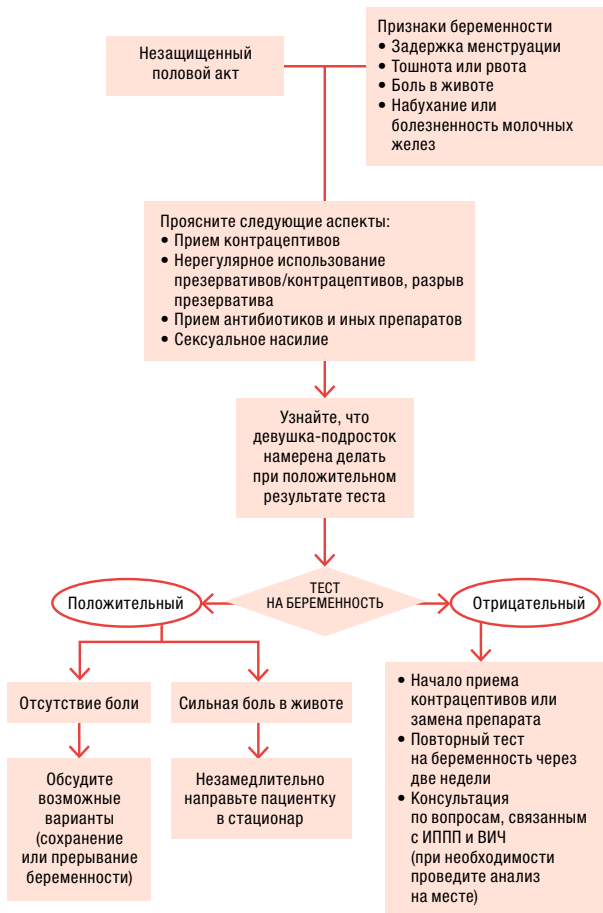 Незащищенный
половой акт
Признаки беременности
• Задержка менструации
• Тошнота или рвота
• Боль в животе
• Набухание или
болезненность молочных
желез
Проясните следующие аспекты:
• Прием контрацептивов
• Нерегулярное использование
презервативов/контрацептивов, разрыв
презерватива
• Прием антибиотиков и иных препаратов
• Сексуальное насилие
Узнайте, что
девушка-подросток
намерена делать
при положительном
результате теста
ТЕСТ
НА БЕРЕМЕННОСТЬ
Положительный
Отрицательный
Отсутствие боли
Сильная боль в животе
Обсудите
возможные
варианты
(сохранение
или прерывание
беременности)
Незамедлительно
направьте пациентку
в стационар
• Начало приема
контрацептивов или
замена препарата
• Повторный тест
на беременность через
две недели
• Консультация
по вопросам, связанным
с ИППП и ВИЧ
(при необходимости
проведите анализ
на месте)